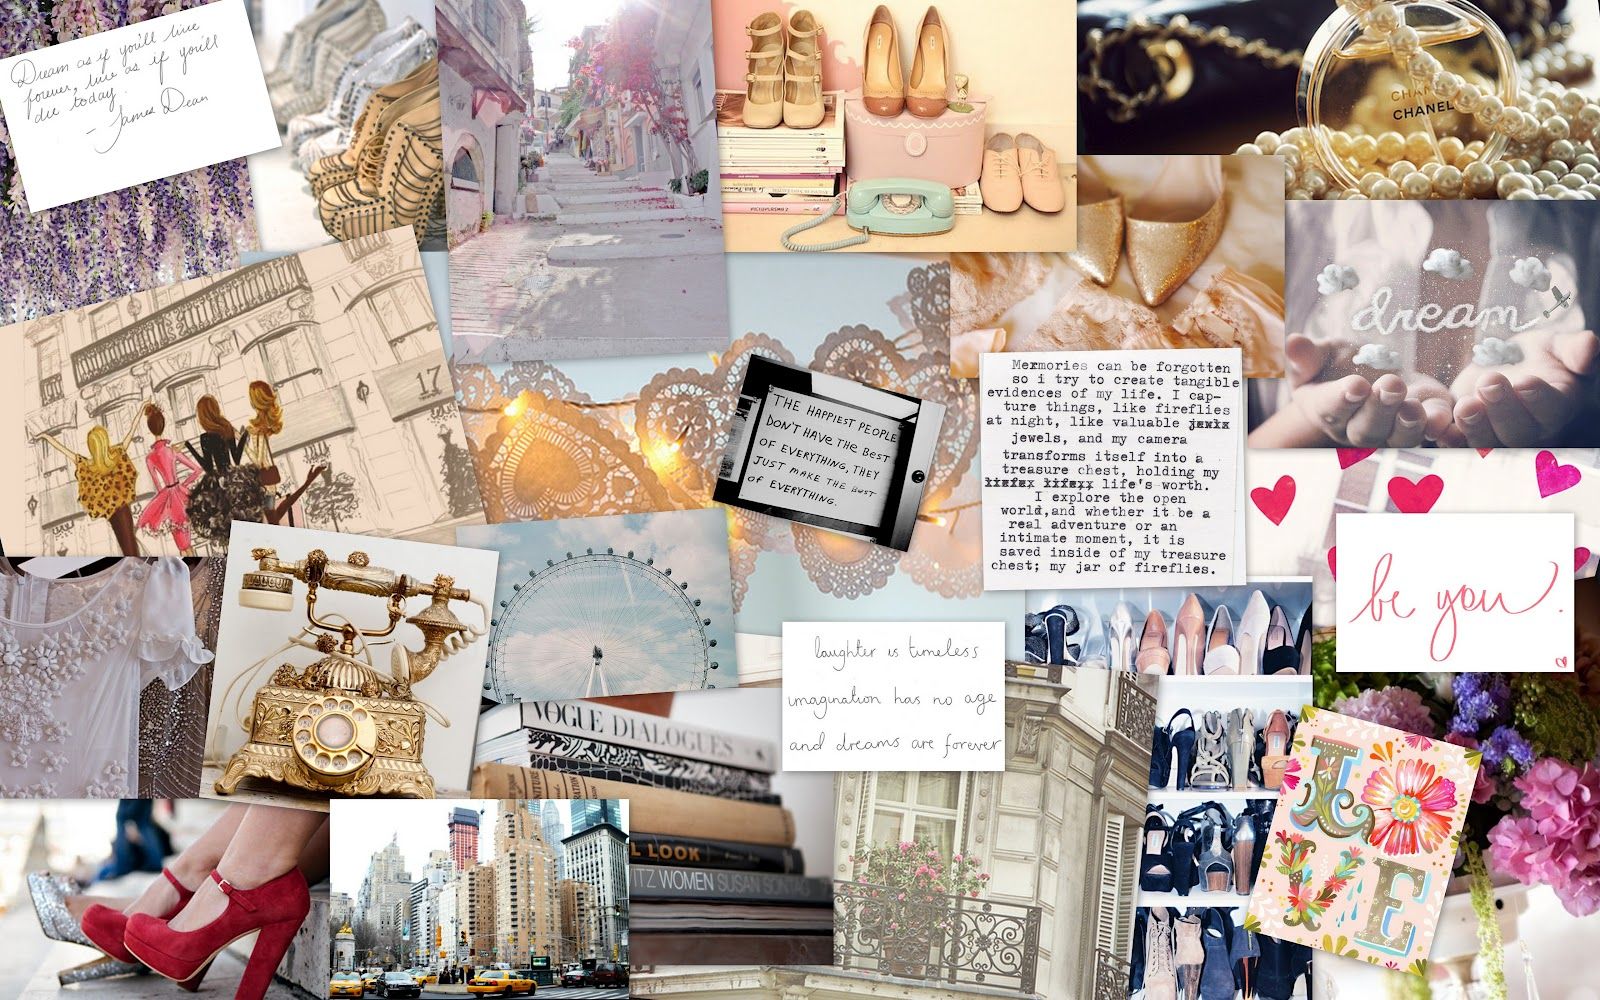 Dream as if you'll live
forever, live as if you'll
die today.
- James Dean
CHANEL
dream
17
THE HAPPIEST PEOPLE
DON'T HAVE THE BEST
OF EVERYTHING, THEY
JUST MAKE THE BEST
OF EVERYTHING.
Memories can be forgotten
so i try to create tangible
evidences of my life. I cap-
ture things, like fireflies
at night, like valuable
jewels, and my camera
transforms itself into a
treasure chest, holding my
life's worth.
I explore the open
world,and whether it be a
real adventure or an
intimate moment, it is
saved inside of my treasure
chest; my jar of fireflies.
be you.
laughter is timeless
imagination has no age
and dreams are forever
VOGUE DIALOGUES
LOOK
WOMEN SUSAN SONTAG
LOVE